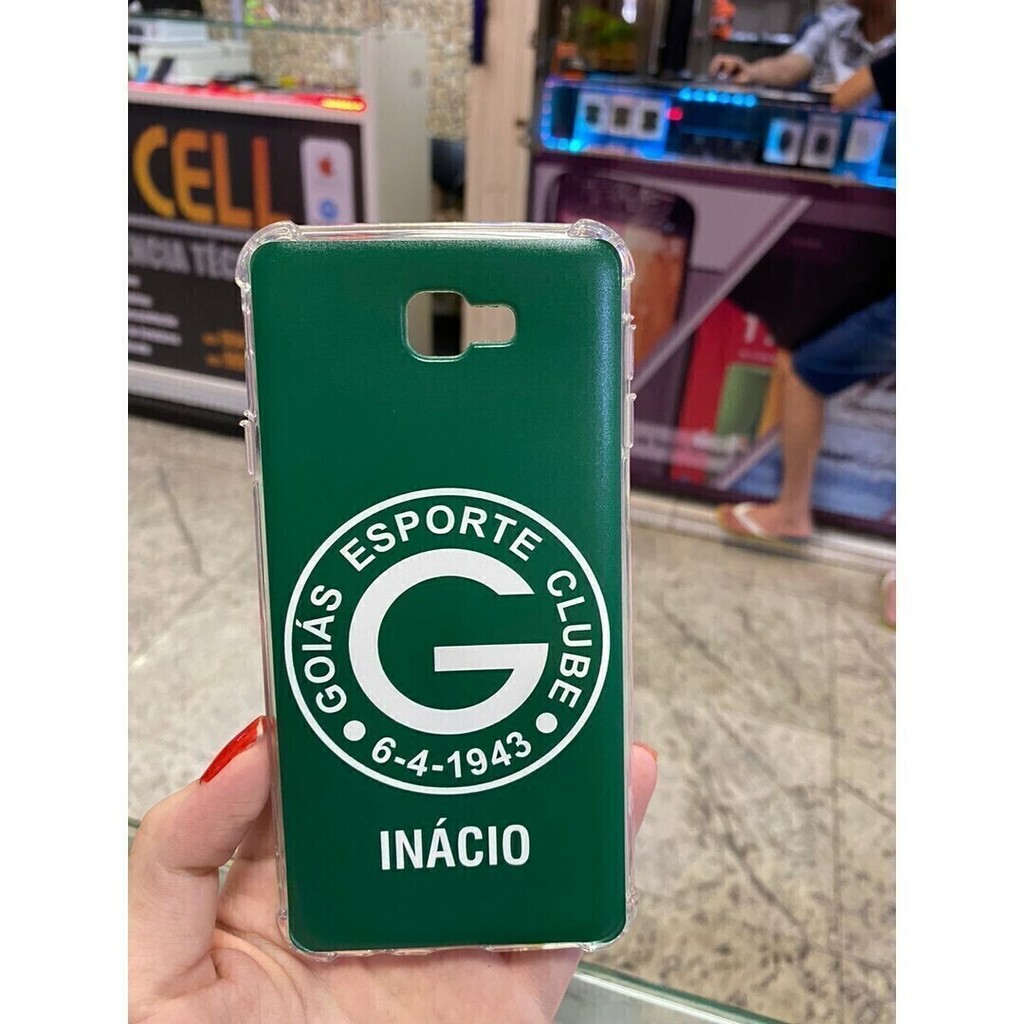 CELL
GOIÁS ESPORTE CLUBE
6-4-1943
INÁCIO